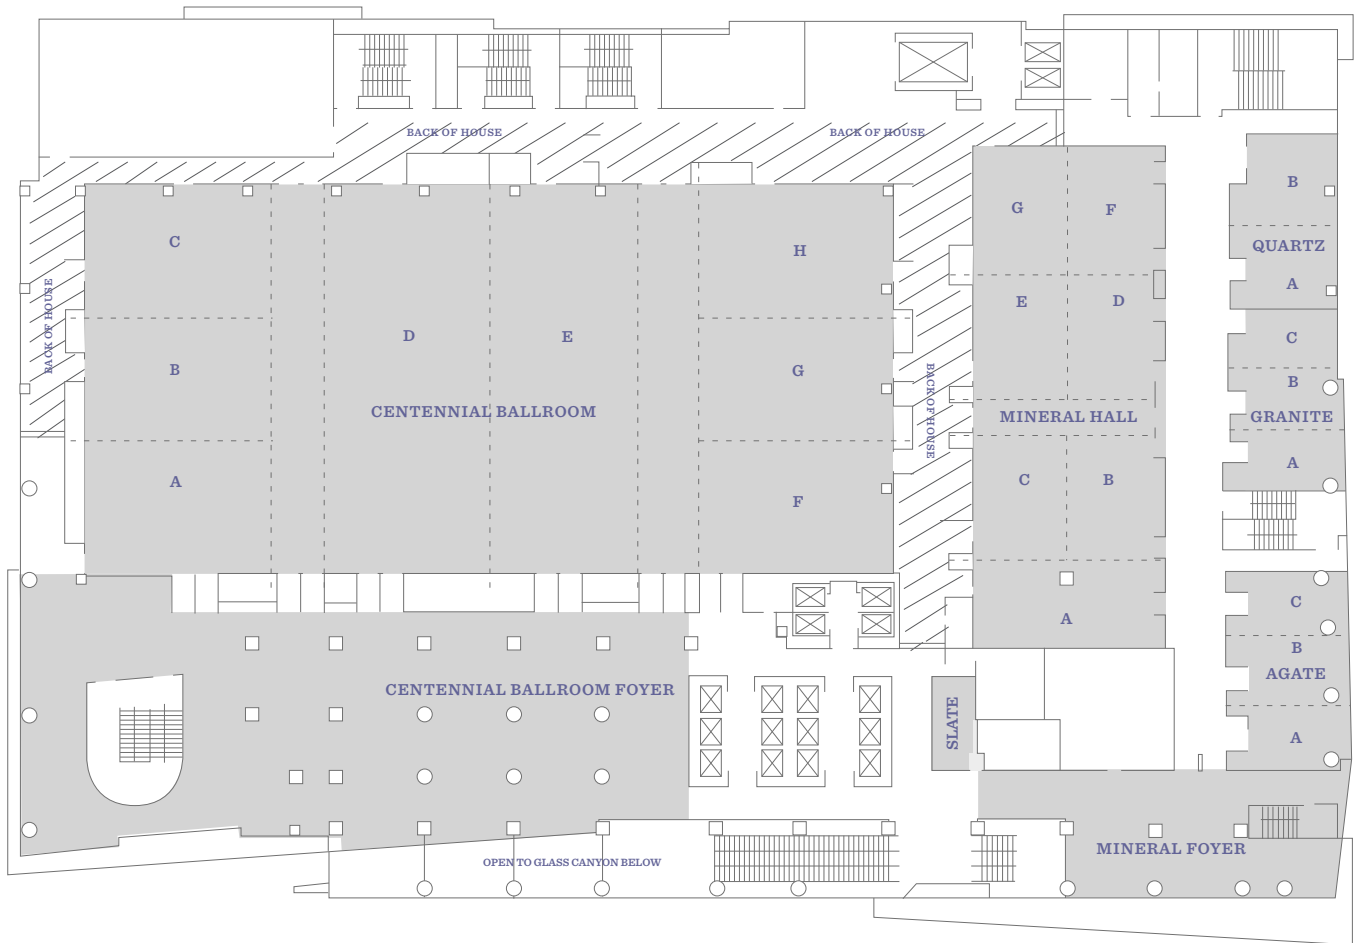 BACK OF HOUSE
BACK OF HOUSE
BACK OF HOUSE
C
B
A
D
E
H
G
F
CENTENNIAL BALLROOM
BACK OF HOUSE
G
F
E
D
MINERAL HALL
C
B
A
B
QUARTZ
A
C
B
GRANITE
A
C
B
AGATE
A
CENTENNIAL BALLROOM FOYER
SLATE
OPEN TO GLASS CANYON BELOW
MINERAL FOYER